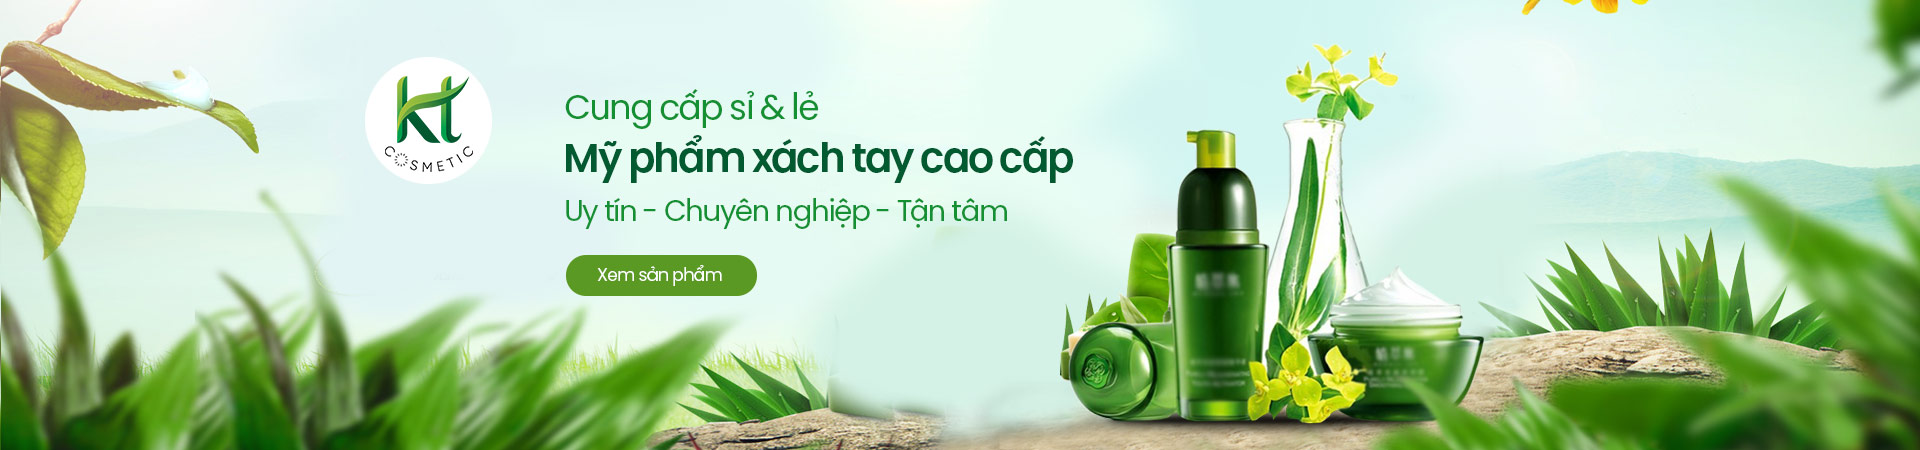 kt
COSMETIC
Cung cấp sỉ & lẻ
Mỹ phẩm xách tay cao cấp
Uy tín - Chuyên nghiệp - Tận tâm
Xem sản phẩm